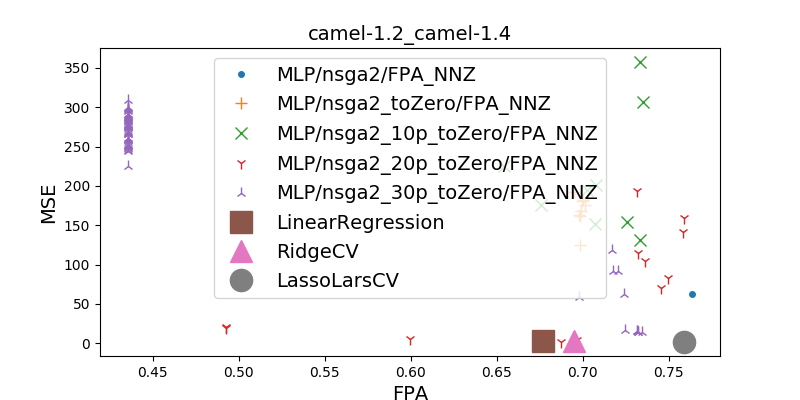 camel-1.2_camel-1.4
MSE
350
300
250
200
150
100
50
0
MLP/nsga2/FPA_NNZ
MLP/nsga2_toZero/FPA_NNZ
MLP/nsga2_10p_toZero/FPA_NNZ
MLP/nsga2_20p_toZero/FPA_NNZ
MLP/nsga2_30p_toZero/FPA_NNZ
LinearRegression
RidgeCV
LassoLarsCV
0.45 0.50 0.55 0.60 0.65 0.70 0.75
FPA